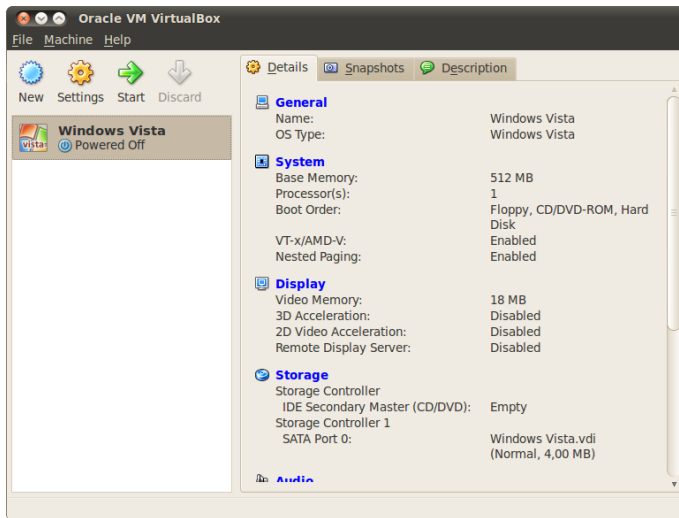 Oracle VM VirtualBox
File Machine Help
New Settings Start Discard
Details Snapshots Description
vista
Windows Vista
Powered Off
General
Name: Windows Vista
OS Type: Windows Vista
System
Base Memory: 512 MB
Processor(s): 1
Boot Order: Floppy, CD/DVD-ROM, Hard
Disk
VT-x/AMD-V: Enabled
Nested Paging: Enabled
Display
Video Memory: 18 MB
3D Acceleration: Disabled
2D Video Acceleration: Disabled
Remote Display Server: Disabled
Storage
Storage Controller
IDE Secondary Master (CD/DVD): Empty
Storage Controller 1
SATA Port 0: Windows Vista.vdi
(Normal, 4,00 MB)
Audio